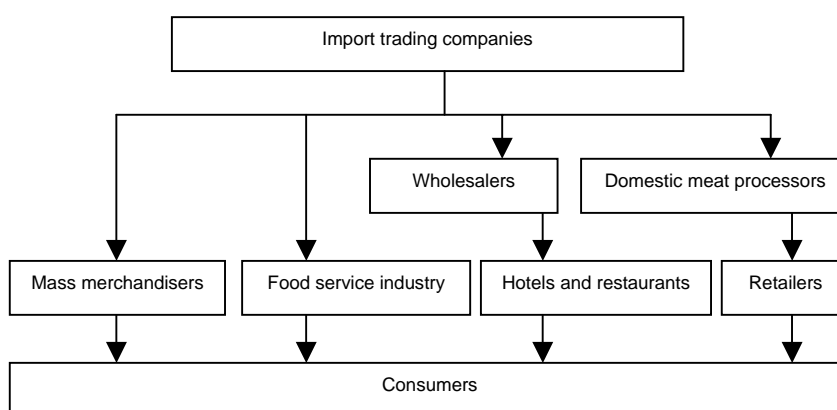 Import trading companies
Wholesalers
Domestic meat processors
Mass merchandisers
Food service industry
Hotels and restaurants
Retailers
Consumers